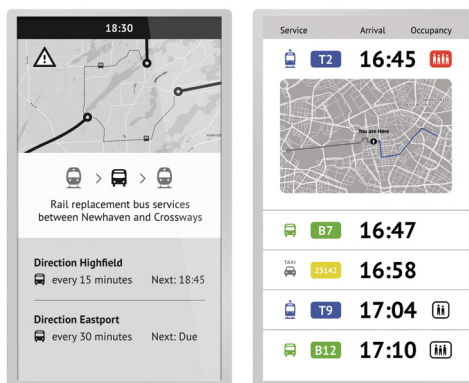 18:30
Rail replacement bus services
between Newhaven and Crossways
Direction Highfield
every 15 minutes Next: 18:45
Direction Eastport
every 30 minutes Next: Due
Service Arrival Occupancy
T2 16:45
You are Here
B7 16:47
TAXI
23142 16:58
T9 17:04
B12 17:10